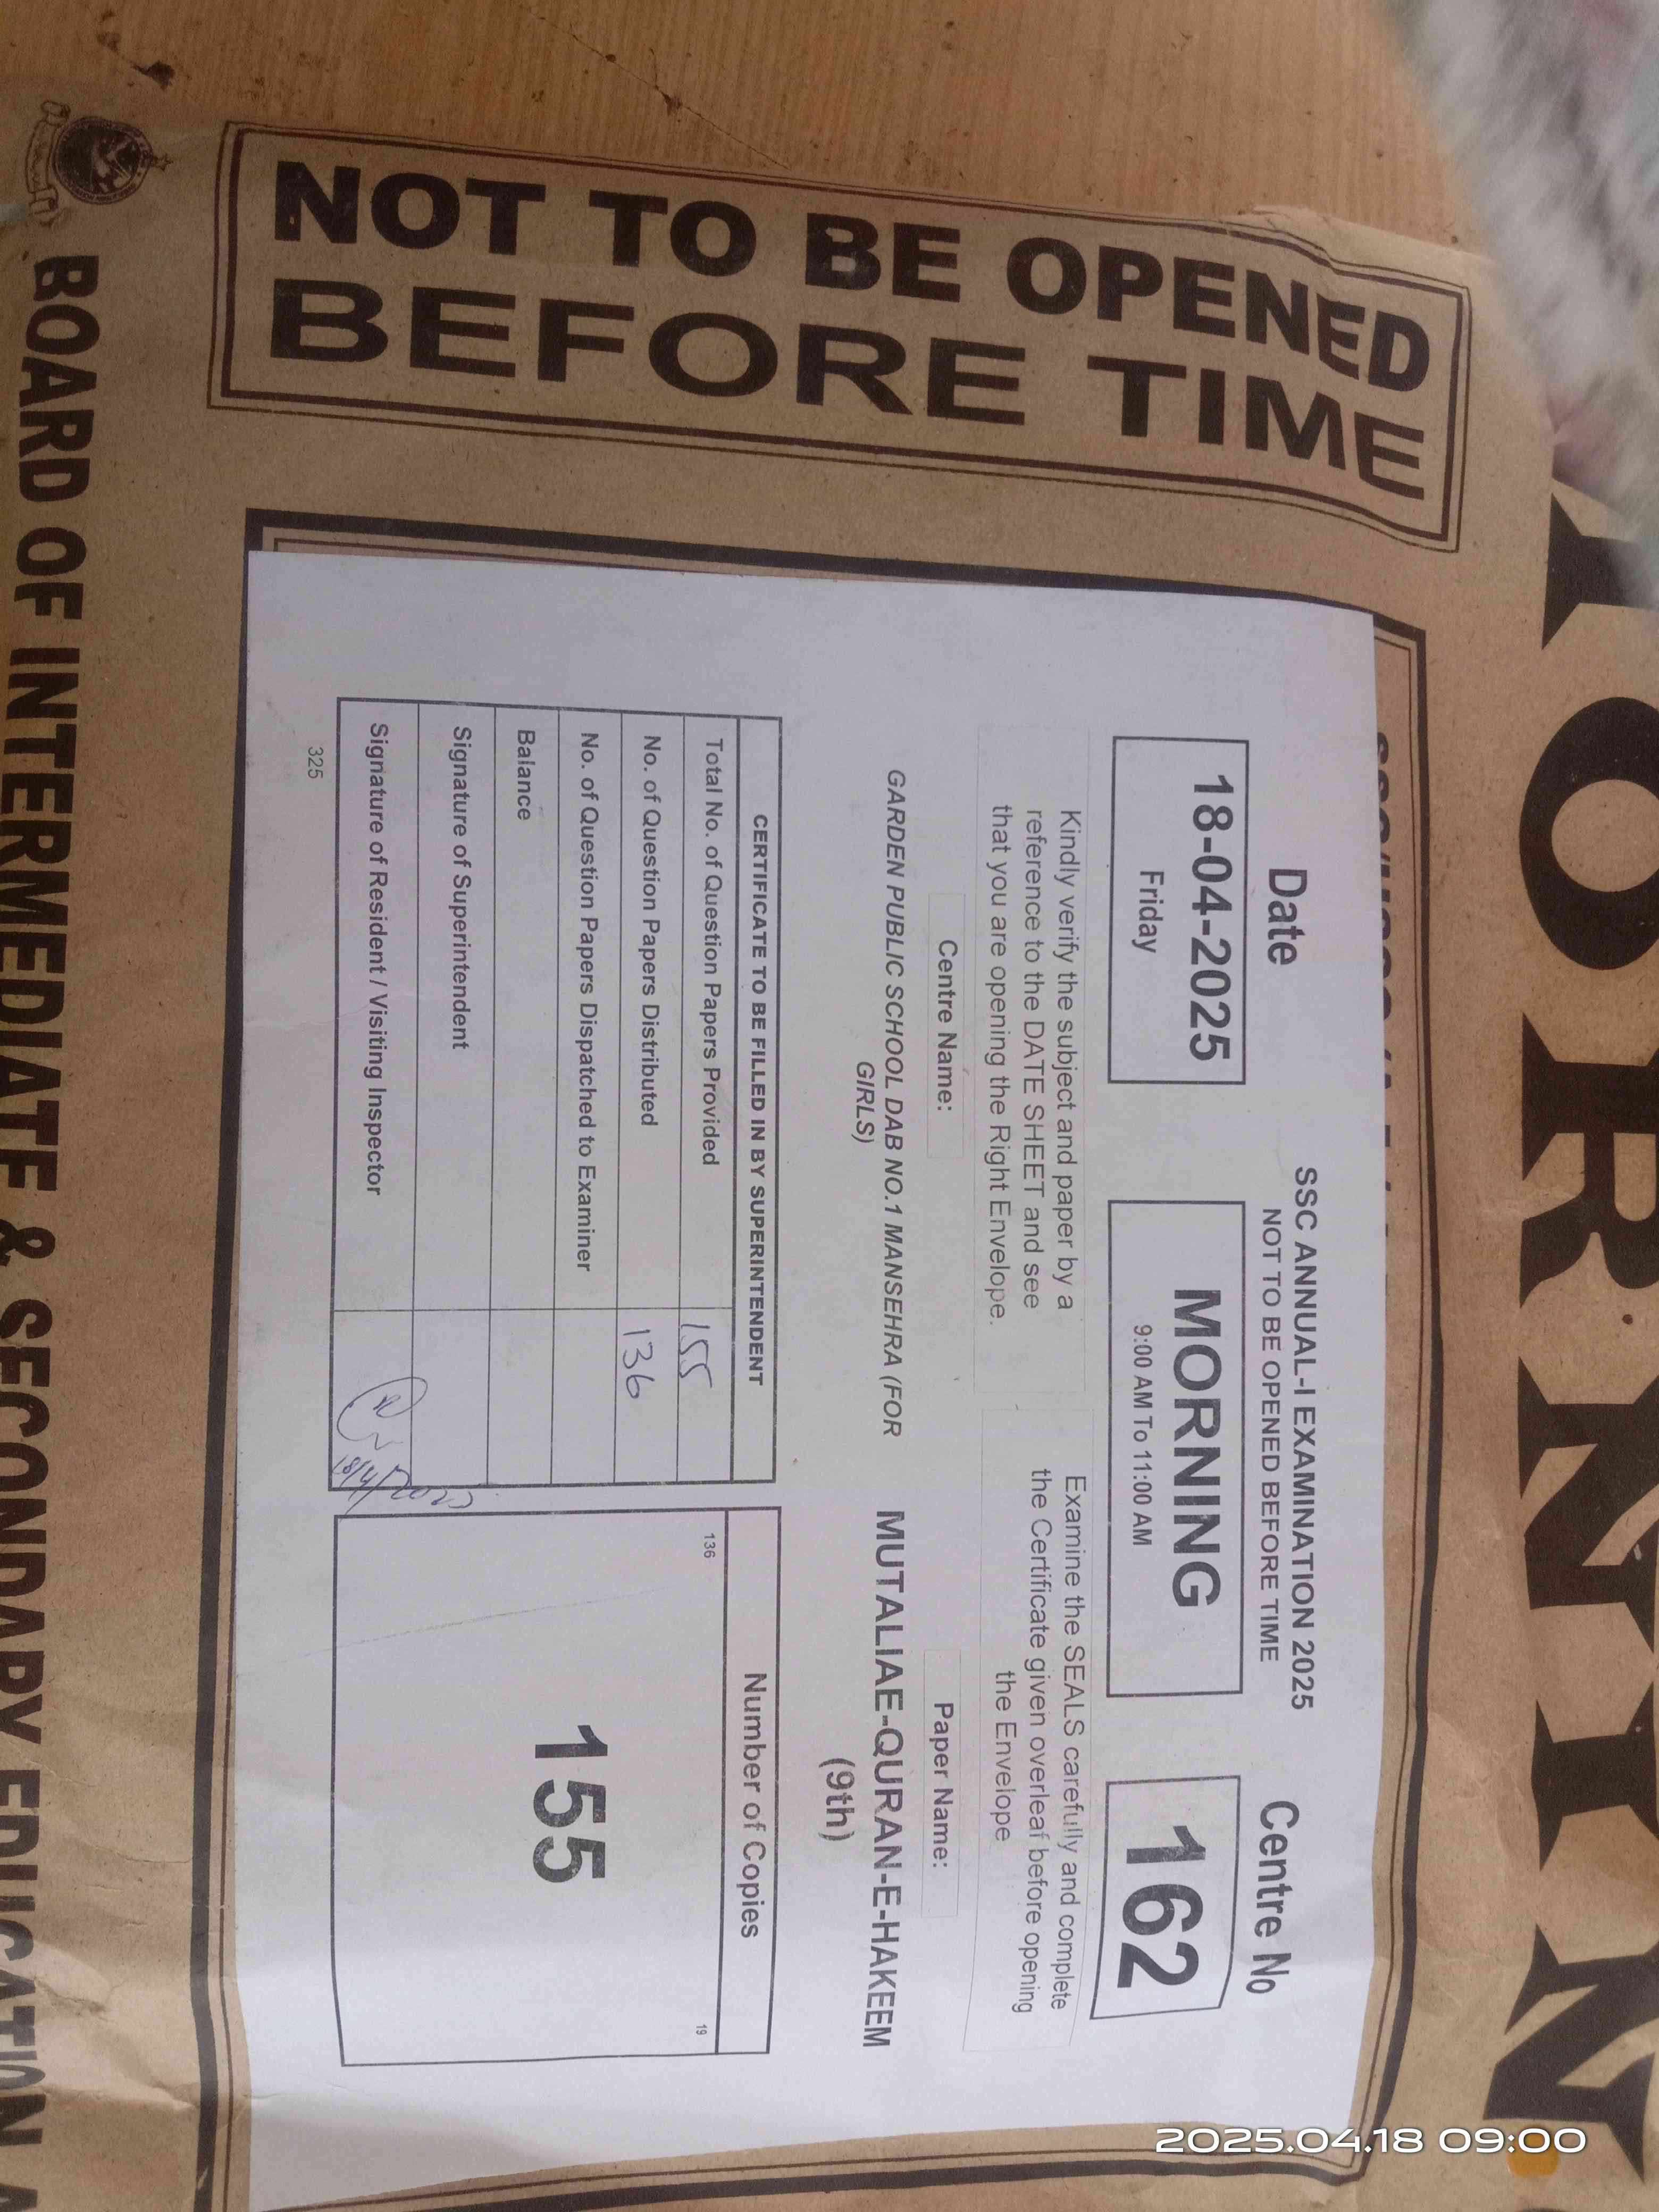 MORNIN
NOT TO BE OPENED
BEFORE TIME
Date
18-04-2025
Friday
SSC ANNUAL-I EXAMINATION 2025
NOT TO BE OPENED BEFORE TIME
MORNING
9:00 AM To 11:00 AM
Centre No
162
Kindly verify the subject and paper by a
reference to the DATE SHEET and see
that you are opening the Right Envelope.
Examine the SEALS carefully and complete
the Certificate given overleaf before opening
the Envelope
Centre Name:
GARDEN PUBLIC SCHOOL DAB NO.1 MANSEHRA (FOR
GIRLS)
Paper Name:
MUTALIAE-QURAN-E-HAKEEM
(9th)
CERTIFICATE TO BE FILLED IN BY SUPERINTENDENT
Total No. of Question Papers Provided 155
No. of Question Papers Distributed 136
No. of Question Papers Dispatched to Examiner
Balance
Signature of Superintendent
Signature of Resident / Visiting Inspector
18/4/2025
325
Number of Copies
136 19
155
BOARD OF INTERMEDIATE & SECONDARY EDUCATION A
2025.04.18 09:00